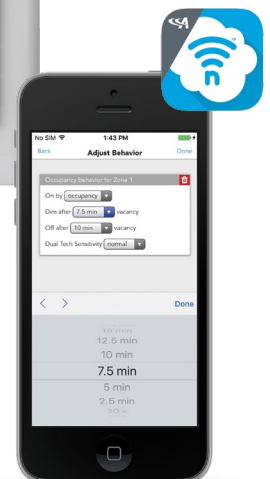 n
No SIM 1:43 PM
Back Adjust Behavior Done
Occupancy behavior for Zone 1
On by occupancy
Dim after 7.5 min vacancy
Off after 10 min vacancy
Dual Tech Sensitivity normal
Done
12.5 min
10 min
7.5 min
5 min
2.5 min